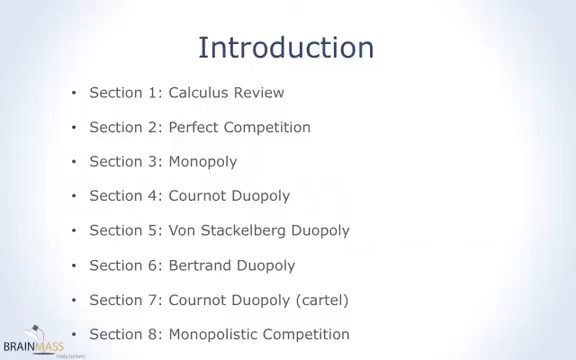 Introduction
• Section 1: Calculus Review
• Section 2: Perfect Competition
• Section 3: Monopoly
• Section 4: Cournot Duopoly
• Section 5: Von Stackelberg Duopoly
• Section 6: Bertrand Duopoly
• Section 7: Cournot Duopoly (cartel)
• Section 8: Monopolistic Competition
BRAINMASS